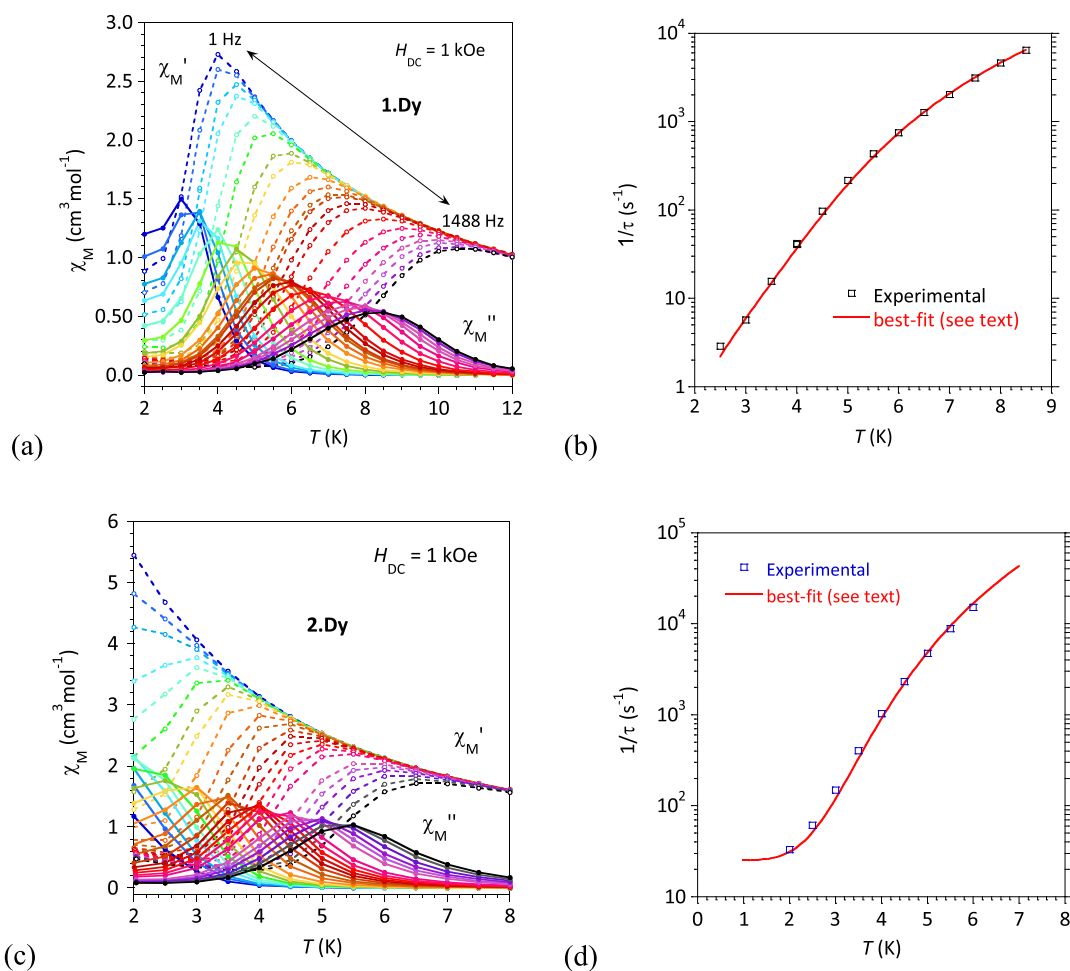 3.0
2.5
2.0
1.5
1.0
0.50
0.0
χM (cm³ mol⁻¹)
1 Hz
HDC = 1 kOe
χM'
1.Dy
1488 Hz
χM''
2 4 6 8 10 12
T (K)
(a)
10⁴
1000
100
10
1
1/τ (s⁻¹)
Experimental
best-fit (see text)
2 3 4 5 6 7 8 9
T (K)
(b)
6
5
4
3
2
1
0
χM (cm³ mol⁻¹)
HDC = 1 kOe
2.Dy
χM'
χM''
2 3 4 5 6 7 8
T (K)
(c)
10⁵
10⁴
10³
10²
10
1/τ (s⁻¹)
Experimental
best-fit (see text)
0 1 2 3 4 5 6 7 8
T (K)
(d)